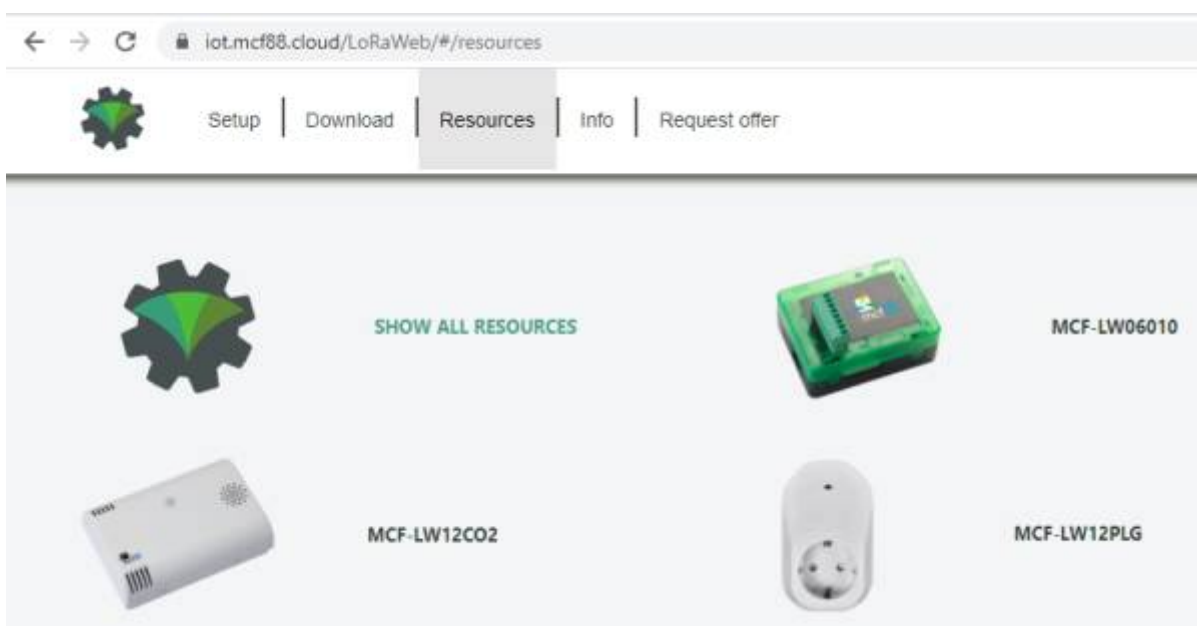 iot.mcf88.cloud/LoRaWeb/#/resources
Setup Download Resources Info Request offer
SHOW ALL RESOURCES
MCF-LW06010
MCF-LW12CO2
MCF-LW12PLG